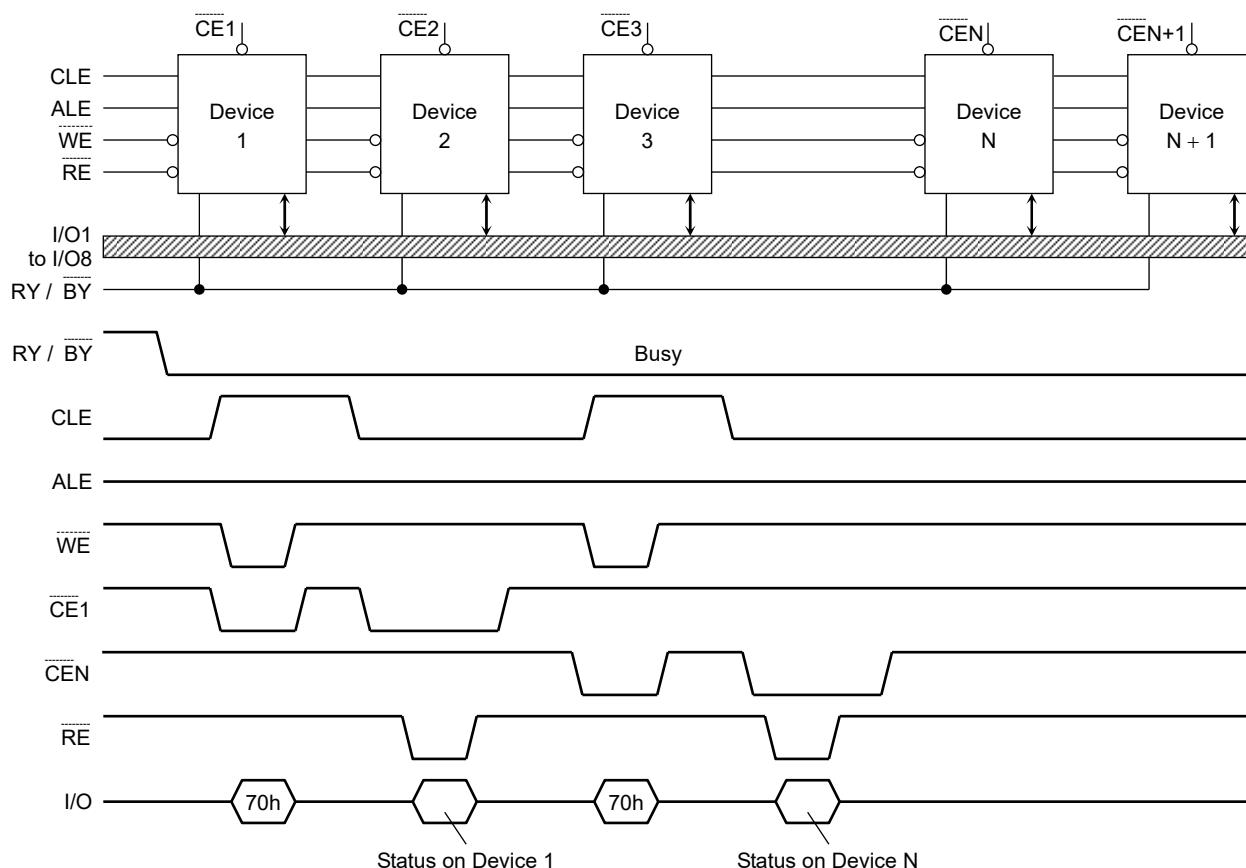 CE1 CE2 CE3 CEN CEN+1
CLE
ALE
WE
RE
Device
1
Device
2
Device
3
Device
N
Device
N + 1
I/O1
to I/O8
RY / BY
RY / BY
Busy
CLE
ALE
WE
CE1
CEN
RE
I/O
70h
70h
Status on Device 1
Status on Device N